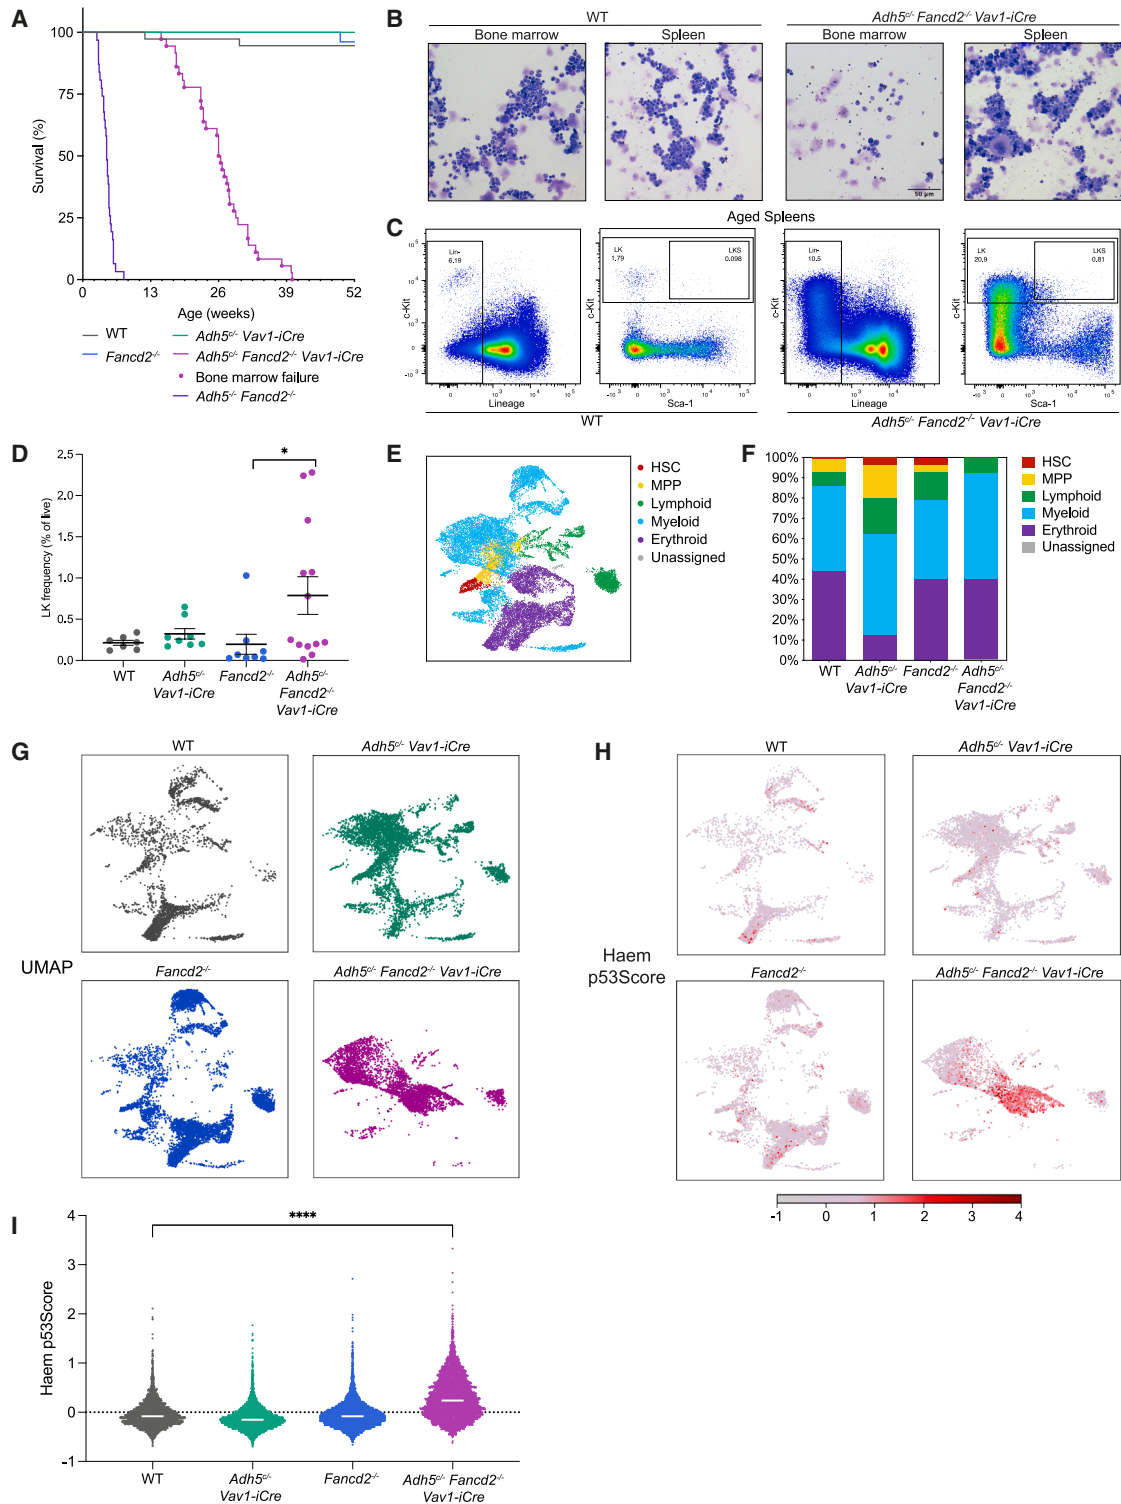 A
100
75
50
25
0
Survival (%)
0 13 26 39 52
Age (weeks)
WT
Fancd2-/-
Adh5c/- Vav1-iCre
Adh5c/- Fancd2-/- Vav1-iCre
Bone marrow failure
Adh5-/- Fancd2-/-
B
WT
Adh5c/- Fancd2-/- Vav1-iCre
Bone marrow Spleen Bone marrow Spleen
50 μm
C
Aged Spleens
Lin-
6.19
LK
1,79
LKS
0.098
Lin-
10.5
LK
20,9
LKS
0.81
c-Kit
c-Kit
c-Kit
c-Kit
Lineage Sca-1 Lineage Sca-1
WT
Adh5c/- Fancd2-/- Vav1-iCre
D
2,5
2,0
1,5
1,0
0,5
0,0
LK frequency (% of live)
*
WT
Adh5c/-
Vav1-iCre
Fancd2-/-
Adh5c/-
Fancd2-/-
Vav1-iCre
E
HSC
MPP
Lymphoid
Myeloid
Erythroid
Unassigned
F
100%
90%
80%
70%
60%
50%
40%
30%
20%
10%
0%
WT
Adh5c/-
Vav1-iCre
Fancd2-/-
Adh5c/-
Fancd2-/-
Vav1-iCre
HSC
MPP
Lymphoid
Myeloid
Erythroid
Unassigned
G
WT
Adh5c/- Vav1-iCre
UMAP
Fancd2-/-
Adh5c/- Fancd2-/- Vav1-iCre
H
WT
Adh5c/- Vav1-iCre
Haem
p53Score
Fancd2-/-
Adh5c/- Fancd2-/- Vav1-iCre
-1 0 1 2 3 4
I
4
3
2
1
0
-1
Haem p53Score
****
WT
Adh5c/-
Vav1-iCre
Fancd2-/-
Adh5c/- Fancd2-/-
Vav1-iCre